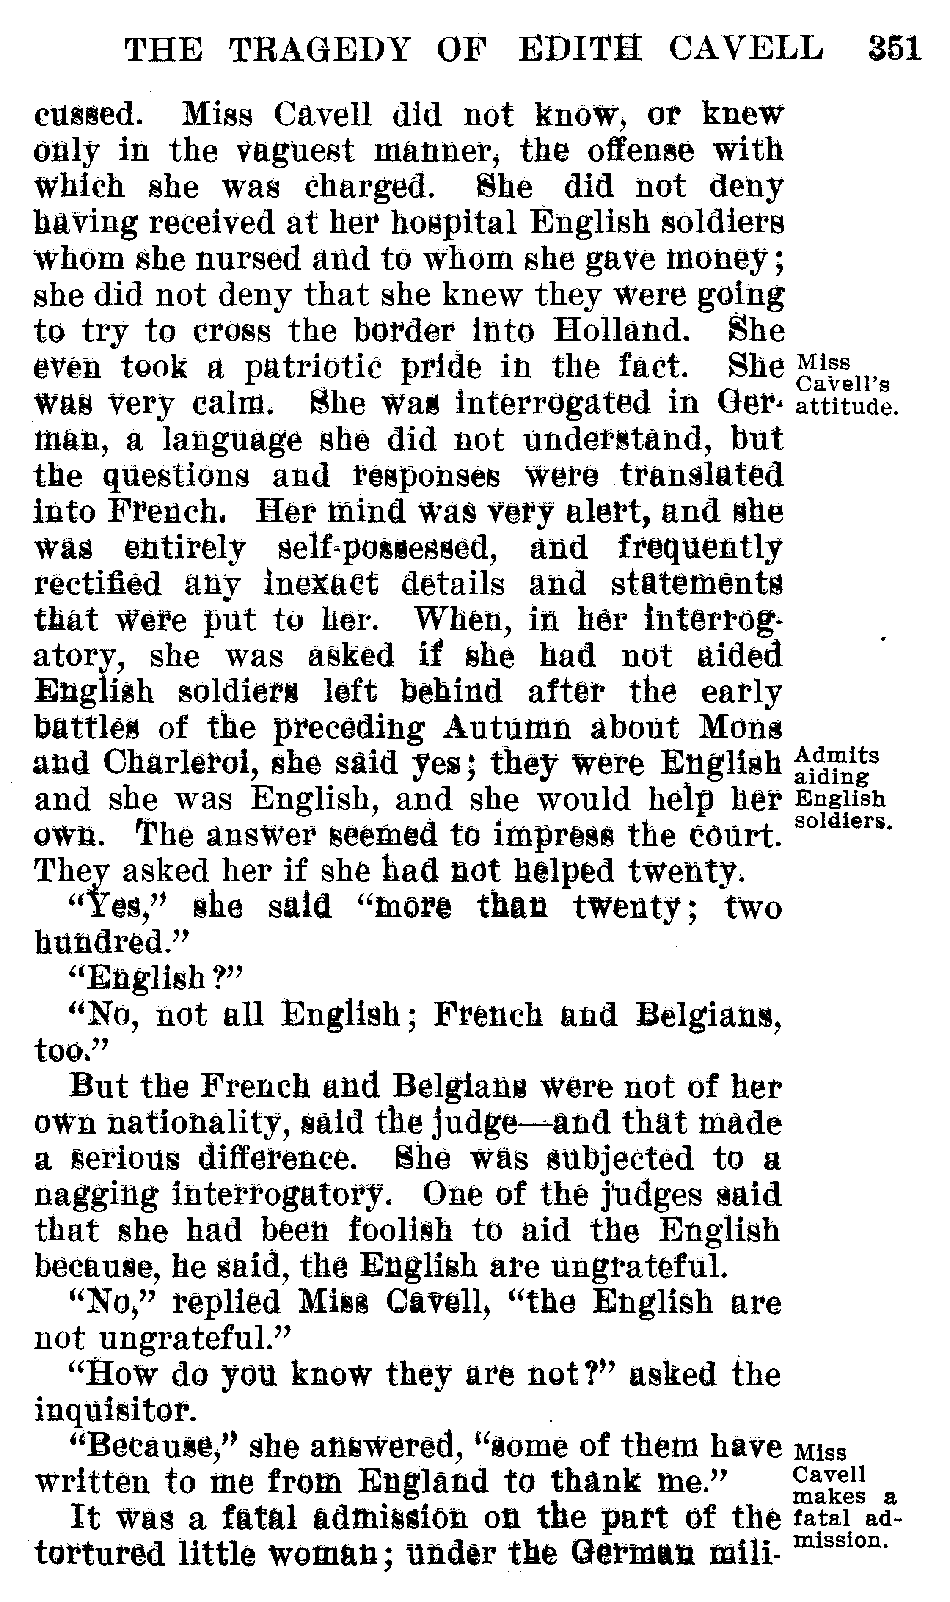 THE TRAGEDY OF EDITH CAVELL 351
cussed. Miss Cavell did not know, or knew
only in the vaguest manner, the offense with
which she was charged. She did not deny
having received at her hospital English soldiers
whom she nursed and to whom she gave money;
she did not deny that she knew they were going
to try to cross the border into Holland. She
even took a patriotic pride in the fact. She
was very calm. She was interrogated in Ger-
man, a language she did not understand, but
the questions and responses were translated
into French. Her mind was very alert, and she
was entirely self-possessed, and frequently
rectified any inexact details and statements
that were put to her. When, in her interrog-
atory, she was asked if she had not aided
English soldiers left behind after the early
battles of the preceding Autumn about Mons
and Charleroi, she said yes; they were English
and she was English, and she would help her
own. The answer seemed to impress the court.
They asked her if she had not helped twenty.
"Yes," she said "more than twenty; two
hundred."
"English?"
"No, not all English; French and Belgians,
too."
But the French and Belgians were not of her
own nationality, said the judge—and that made
a serious difference. She was subjected to a
nagging interrogatory. One of the judges said
that she had been foolish to aid the English
because, he said, the English are ungrateful.
"No," replied Miss Cavell, "the English are
not ungrateful."
"How do you know they are not?" asked the
inquisitor.
"Because," she answered, "some of them have
written to me from England to thank me."
It was a fatal admission on the part of the
tortured little woman; under the German mili-
Miss
Cavell's
attitude.
Admits
aiding
English
soldiers.
Miss
Cavell
makes a
fatal ad-
mission.